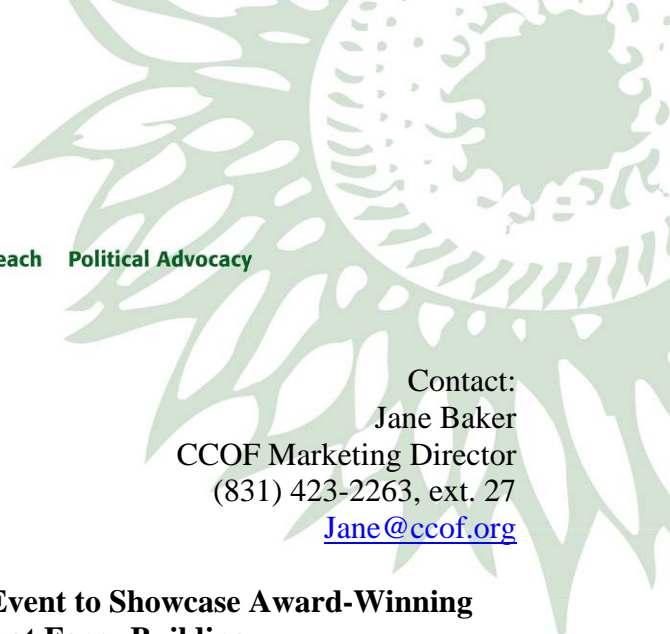 each Political Advocacy
Contact:
Jane Baker
CCOF Marketing Director
(831) 423-2263, ext. 27
Jane@ccof.org
Event to Showcase Award-Winning
Building